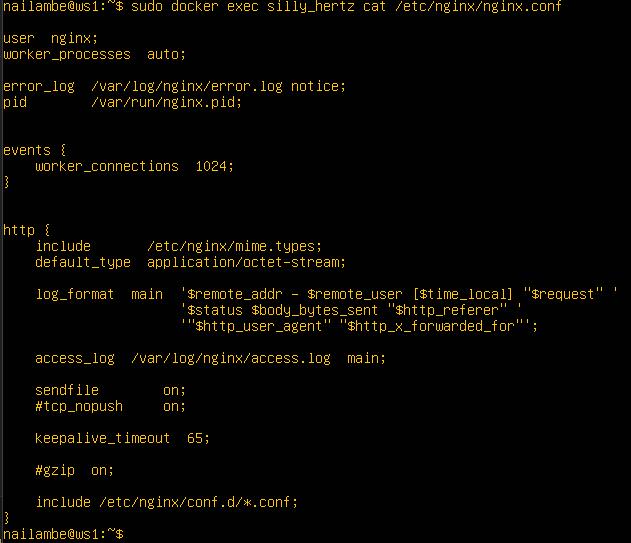 nailambe@ws1:~$ sudo docker exec silly_hertz cat /etc/nginx/nginx.conf
user  nginx;
worker_processes  auto;
error_log  /var/log/nginx/error.log notice;
pid        /var/run/nginx.pid;
events {
    worker_connections  1024;
}
http {
    include       /etc/nginx/mime.types;
    default_type  application/octet-stream;
    log_format  main  '$remote_addr - $remote_user [$time_local] "$request" '
                      '$status $body_bytes_sent "$http_referer" '
                      '"$http_user_agent" "$http_x_forwarded_for"';
    access_log  /var/log/nginx/access.log  main;
    sendfile        on;
    #tcp_nopush     on;
    keepalive_timeout  65;
    #gzip  on;
    include /etc/nginx/conf.d/*.conf;
}
nailambe@ws1:~$